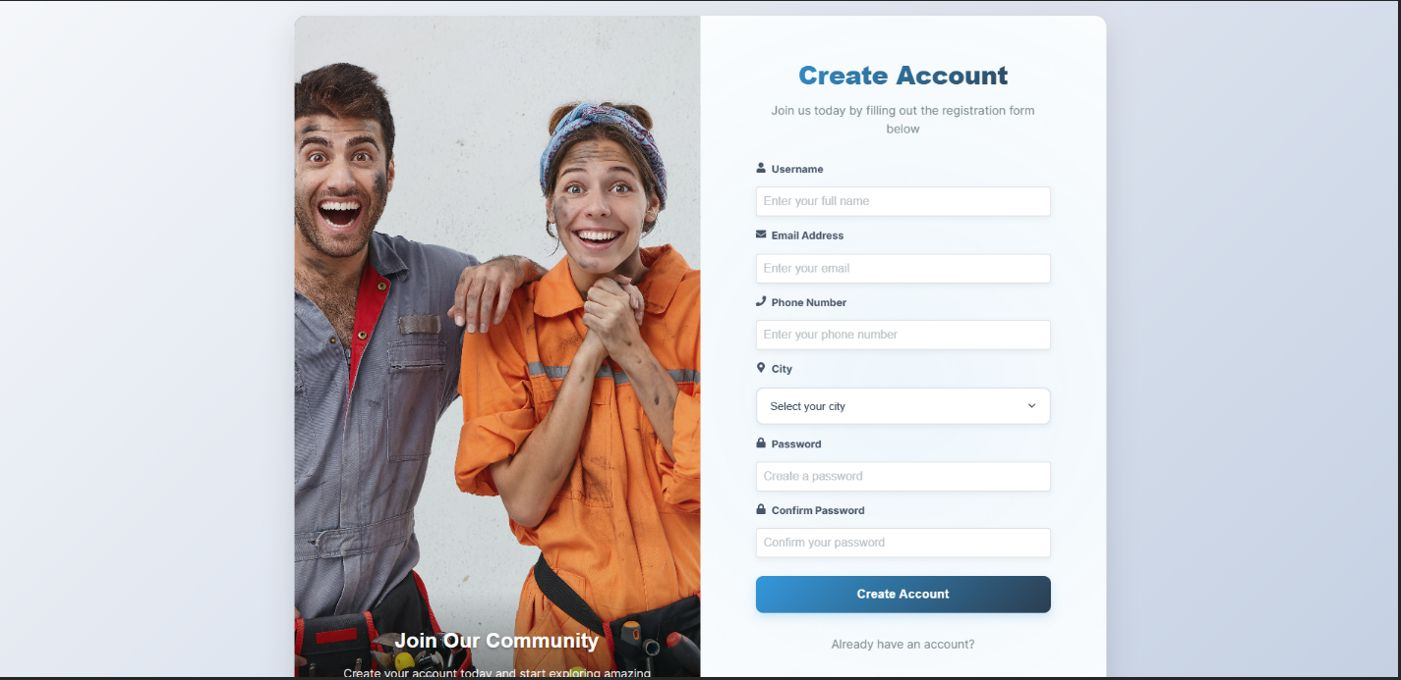 Create Account
Join us today by filling out the registration form
below
Username
Enter your full name
Email Address
Enter your email
Phone Number
Enter your phone number
City
Select your city
Password
Create a password
Confirm Password
Confirm your password
Create Account
Already have an account?
Join Our Community
Create your account today and start exploring amazing